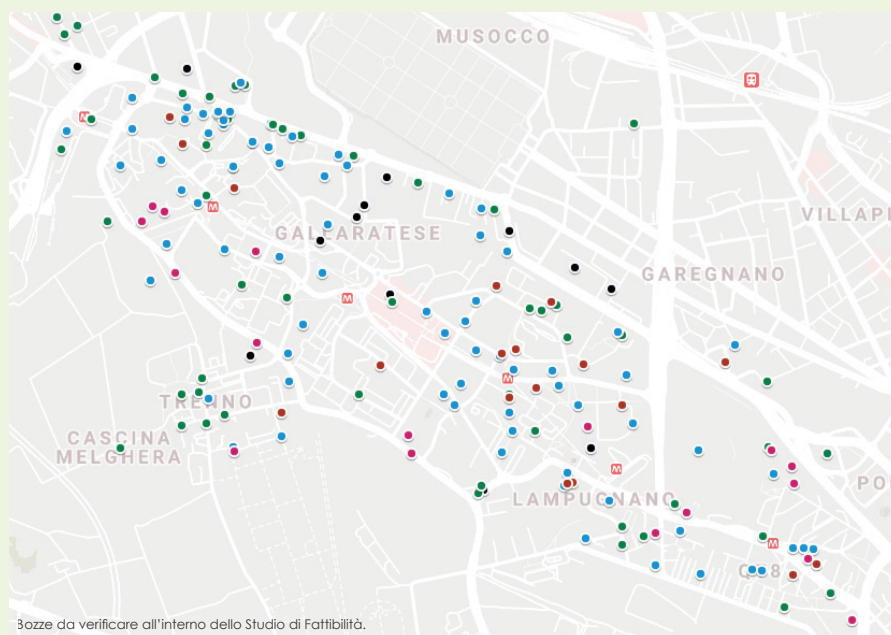 MUSOCCO
VILLAPI
GALLARATESE
GAREGNANO
TRENNO
CASCINA
MELGHERA
PO
LAMPUGNANO
Bozze da verificare all'interno dello Studio di Fattibilità.